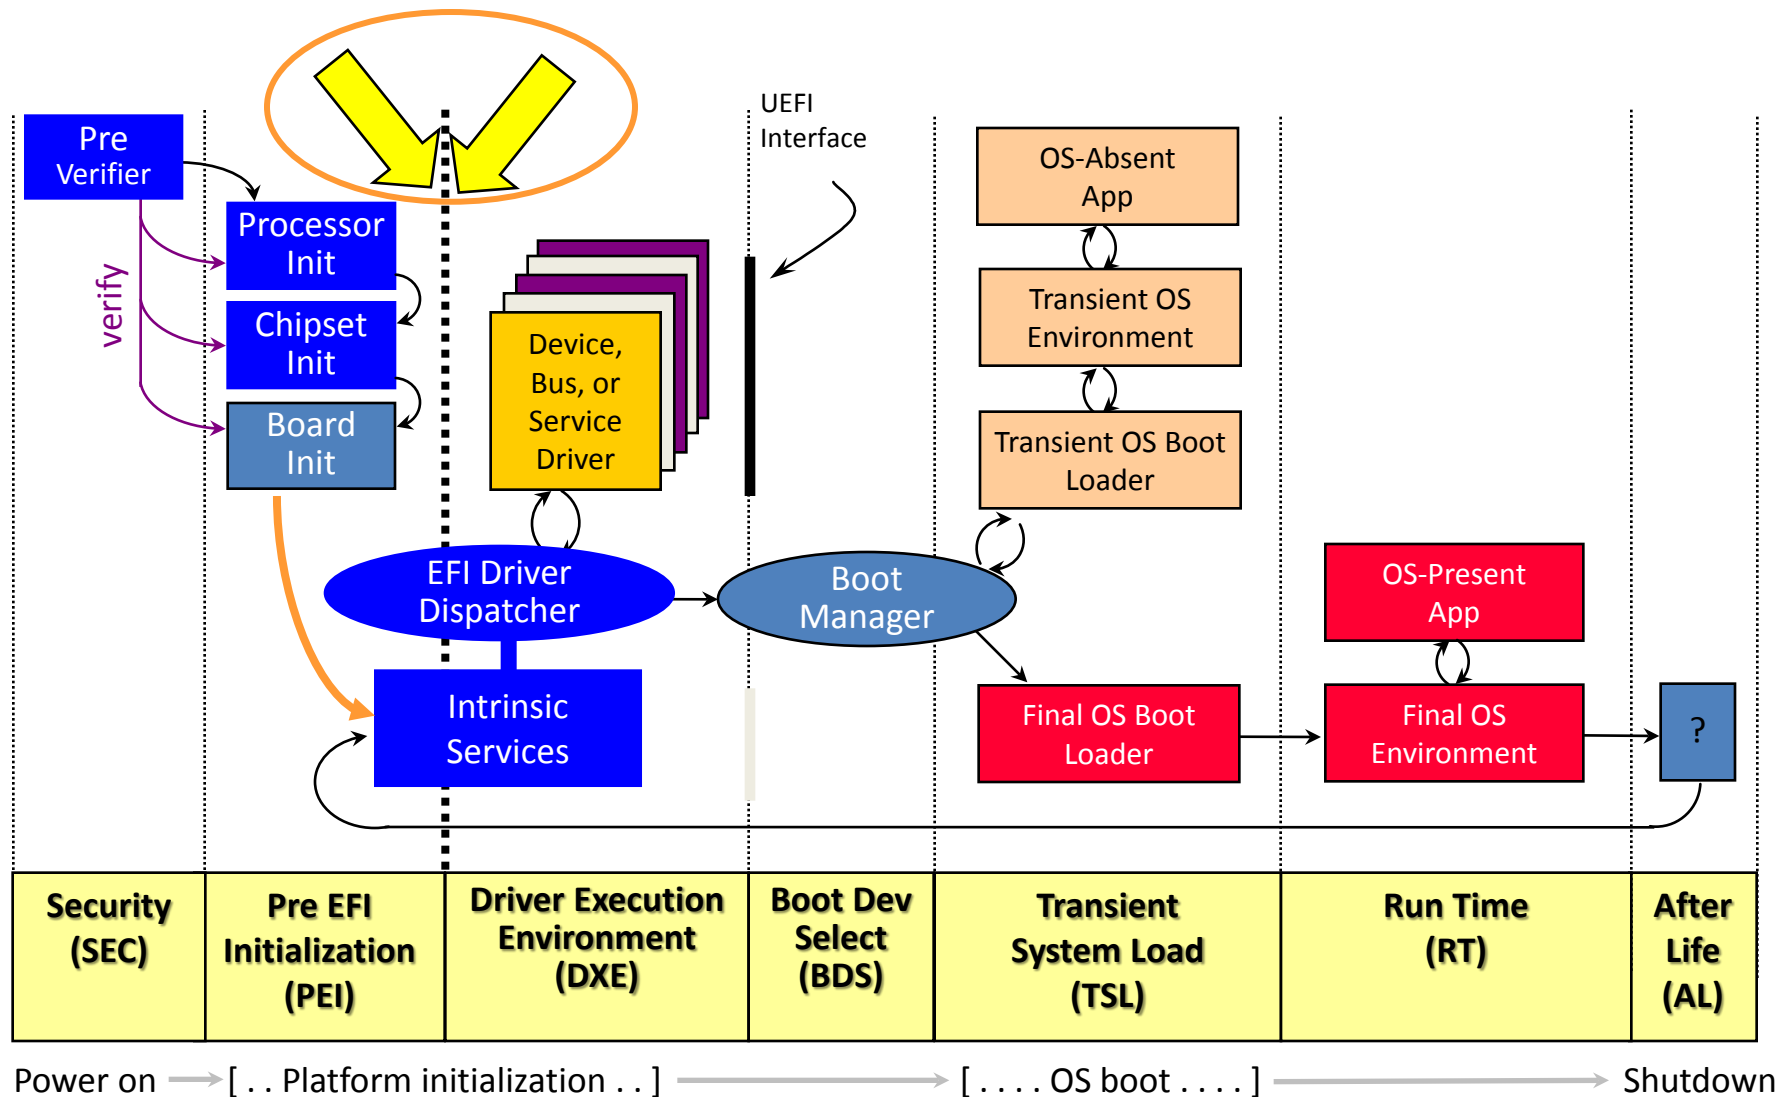 Pre
Verifier
verify
Processor
Init
Chipset
Init
Board
Init
Device,
Bus, or
Service
Driver
EFI Driver
Dispatcher
Intrinsic
Services
UEFI
Interface
Boot
Manager
OS-Absent
App
Transient OS
Environment
Transient OS Boot
Loader
Final OS Boot
Loader
OS-Present
App
Final OS
Environment
?
Security
(SEC)
Pre EFI
Initialization
(PEI)
Driver Execution
Environment
(DXE)
Boot Dev
Select
(BDS)
Transient
System Load
(TSL)
Run Time
(RT)
After
Life
(AL)
Power on [ . . Platform initialization . . ] [ . . . . OS boot . . . . ] Shutdown